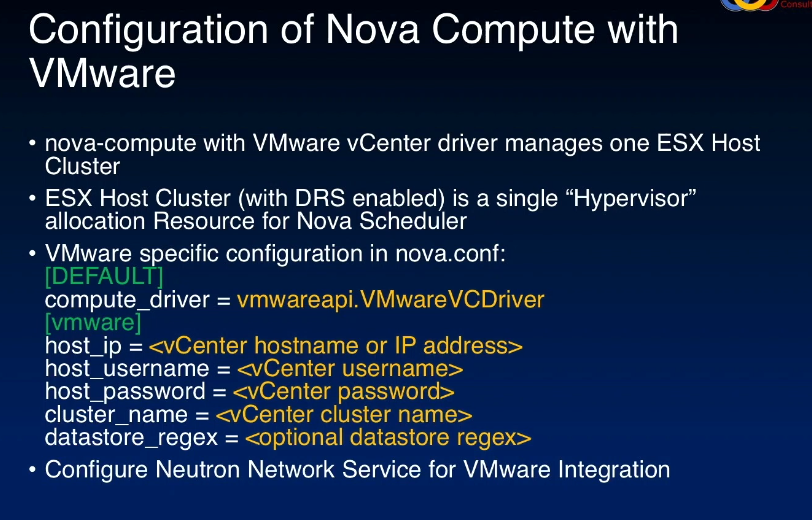 Consult
Configuration of Nova Compute with
VMware
• nova-compute with VMware vCenter driver manages one ESX Host
Cluster
• ESX Host Cluster (with DRS enabled) is a single “Hypervisor”
allocation Resource for Nova Scheduler
• VMware specific configuration in nova.conf:
[DEFAULT]
compute_driver = vmwareapi.VMwareVCDriver
[vmware]
host_ip = <vCenter hostname or IP address>
host_username = <vCenter username>
host_password = <vCenter password>
cluster_name = <vCenter cluster name>
datastore_regex = <optional datastore regex>
• Configure Neutron Network Service for VMware Integration